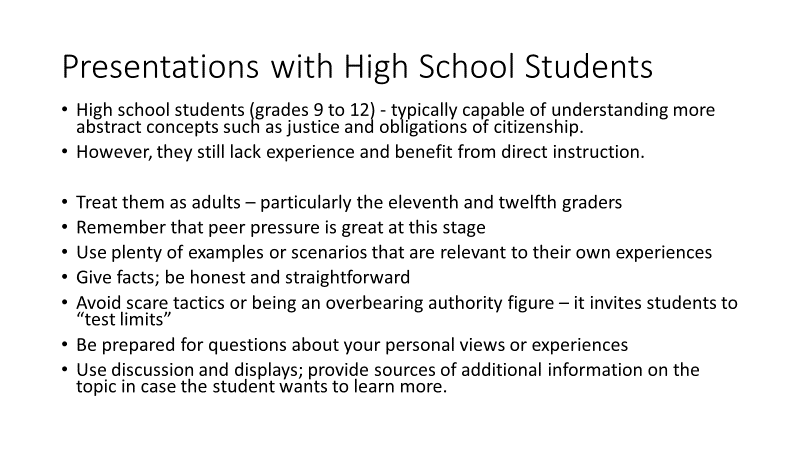 Presentations with High School Students
• High school students (grades 9 to 12) - typically capable of understanding more
abstract concepts such as justice and obligations of citizenship.
• However, they still lack experience and benefit from direct instruction.
• Treat them as adults – particularly the eleventh and twelfth graders
• Remember that peer pressure is great at this stage
• Use plenty of examples or scenarios that are relevant to their own experiences
• Give facts; be honest and straightforward
• Avoid scare tactics or being an overbearing authority figure – it invites students to
“test limits”
• Be prepared for questions about your personal views or experiences
• Use discussion and displays; provide sources of additional information on the
topic in case the student wants to learn more.